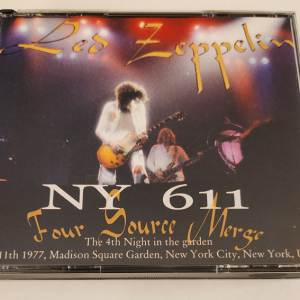 Led Zeppelin
NY 611
Four Source Merge
The 4th Night in the garden
11th 1977, Madison Square Garden, New York City, New York, U